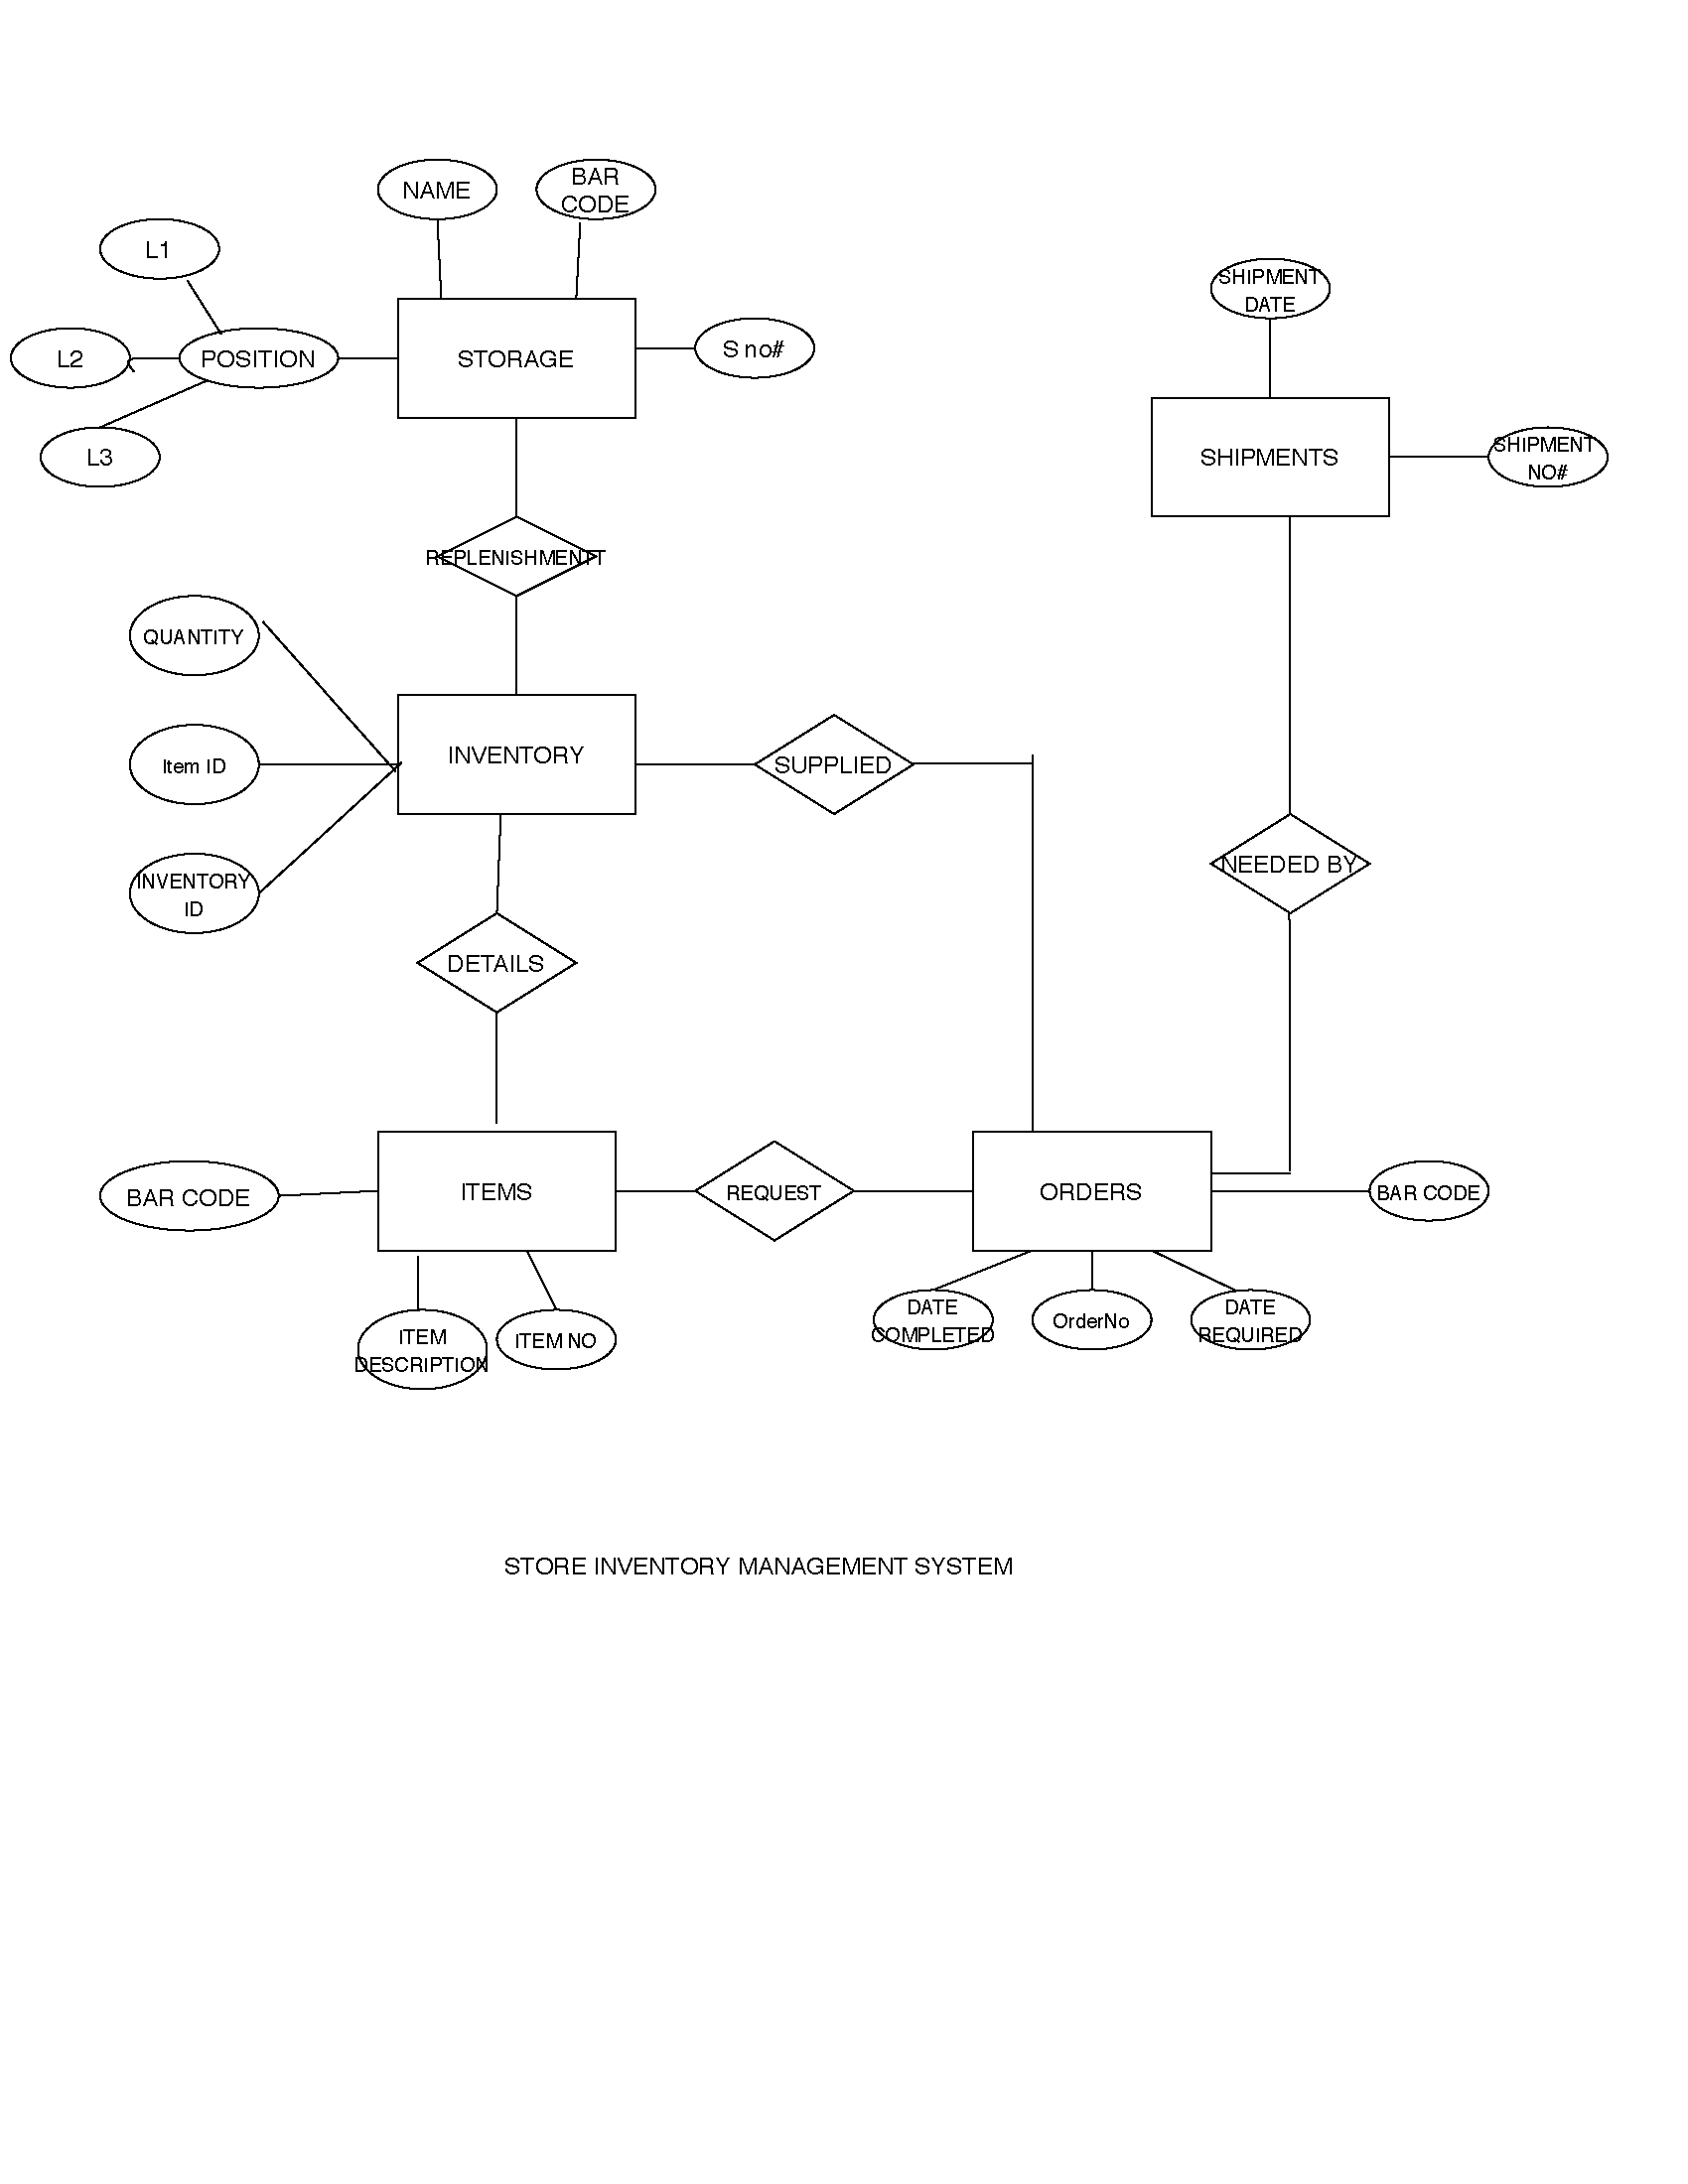 NAME
BAR
CODE
L1
SHIPMENT
DATE
L2
POSITION
STORAGE
S no#
L3
SHIPMENTS
SHIPMENT
NO#
REPLENISHMENTT
QUANTITY
INVENTORY
Item ID
SUPPLIED
INVENTORY
ID
NEEDED BY
DETAILS
BAR CODE
ITEMS
REQUEST
ORDERS
BAR CODE
ITEM
DESCRIPTION
ITEM NO
DATE
COMPLETED
OrderNo
DATE
REQUIRED
STORE INVENTORY MANAGEMENT SYSTEM